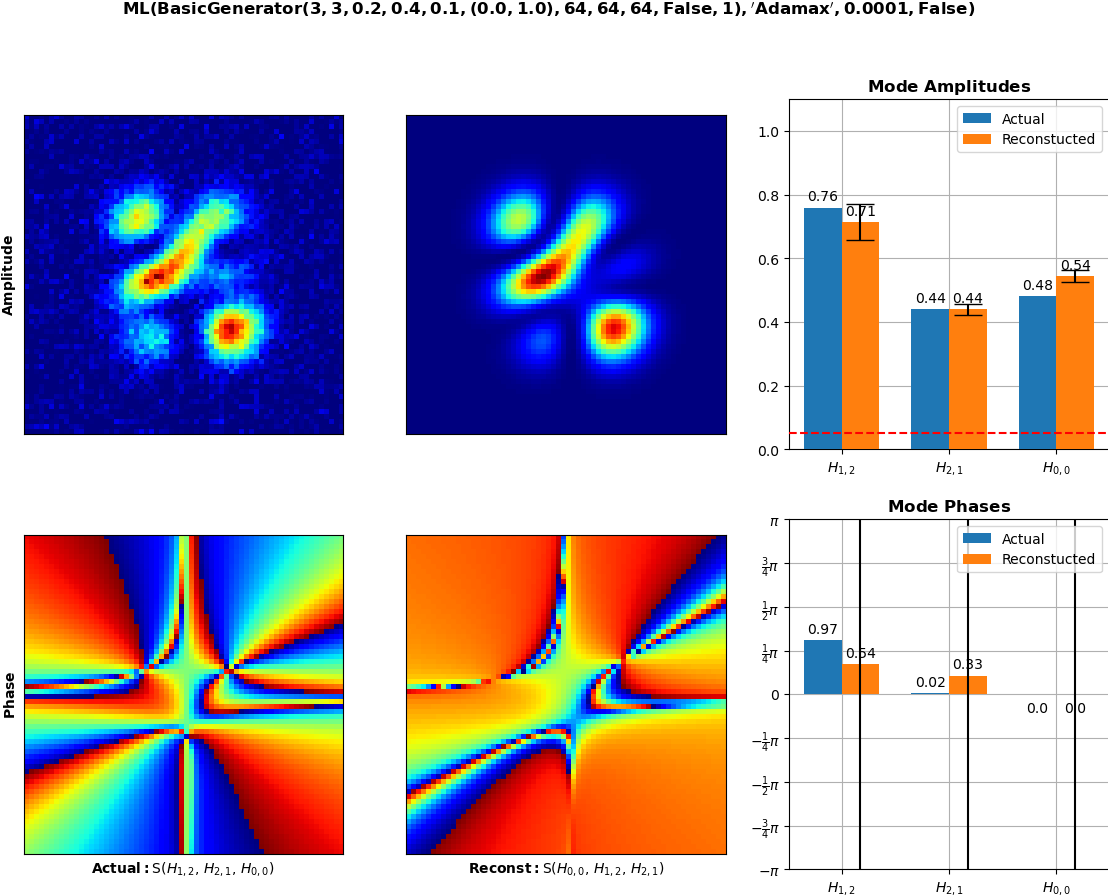 ML(BasicGenerator(3, 3, 0.2, 0.4, 0.1, (0.0, 1.0), 64, 64, 64, False, 1), ′Adamax′, 0.0001, False)
Amplitude
Mode Amplitudes
Actual
Reconstucted
1.0
0.8
0.6
0.4
0.2
0.0
0.76
0.71
0.44
0.44
0.48
0.54
H1,2
H2,1
H0,0
Phase
Actual: S(H1,2, H2,1, H0,0)
Reconst: S(H0,0, H1,2, H2,1)
Mode Phases
Actual
Reconstucted
π
3/4π
1/2π
1/4π
0
−1/4π
−1/2π
−3/4π
−π
0.97
0.54
0.02
0.33
0.0
0.0
H1,2
H2,1
H0,0